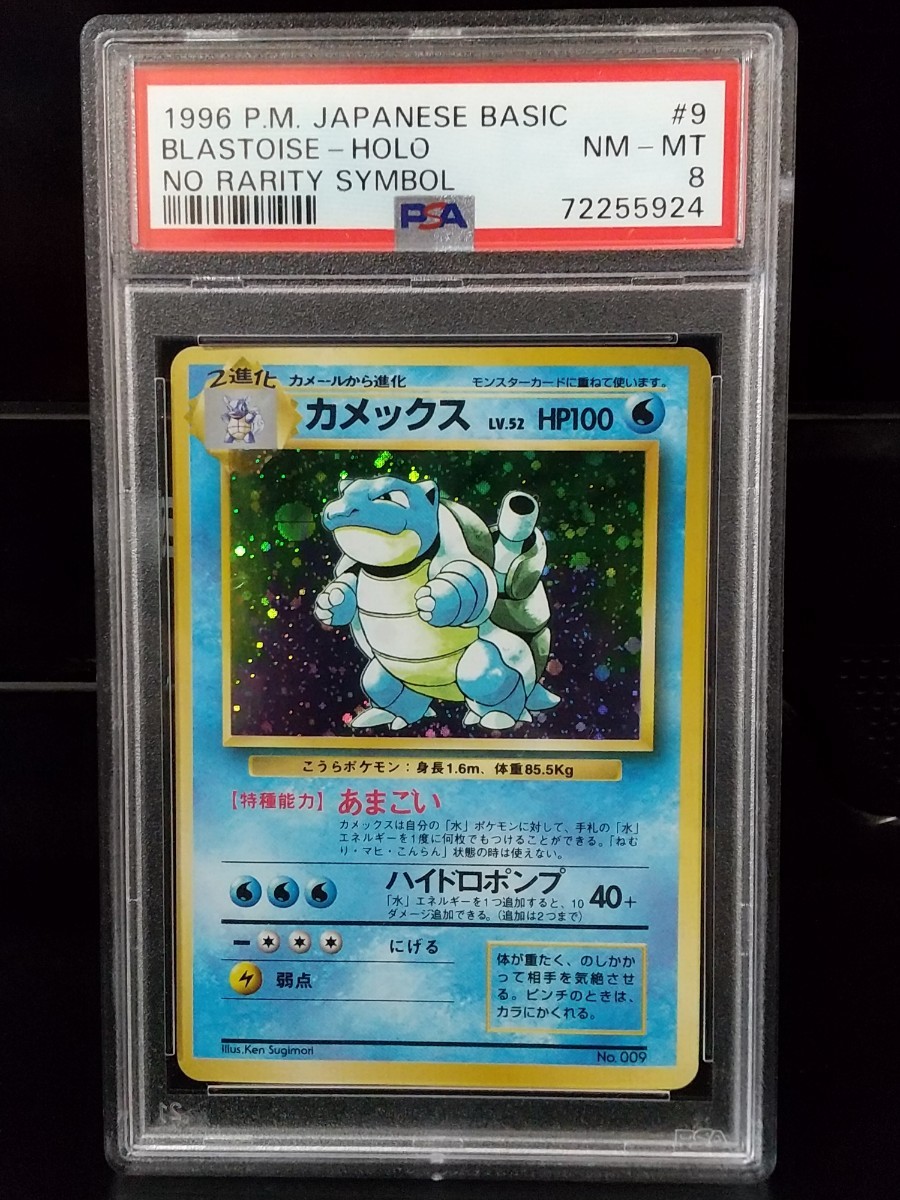 1996 P.M. JAPANESE BASIC #9
BLASTOISE-HOLO NM-MT
NO RARITY SYMBOL 8
PSA 72255924
2進化 カメールから進化 モンスターカードに重ねて使います。
カメックス LV.52 HP100
こうらポケモン：身長1.6m、体重85.5Kg
【特種能力】あまごい
カメックスは自分の「水」ポケモンに対して、手札の「水」
エネルギーを1度に何枚でもつけることができる。「ねむ
り・マヒ・こんらん」状態の時は使えない。
ハイドロポンプ
「水」エネルギーを1つ追加すると、10
ダメージ追加できる。（追加は2つまで） 40+
にげる
弱点
体が重たく、のしかか
って相手を気絶させ
る。ピンチのときは、
カラにかくれる。
Illus.Ken Sugimori No. 009
PSA